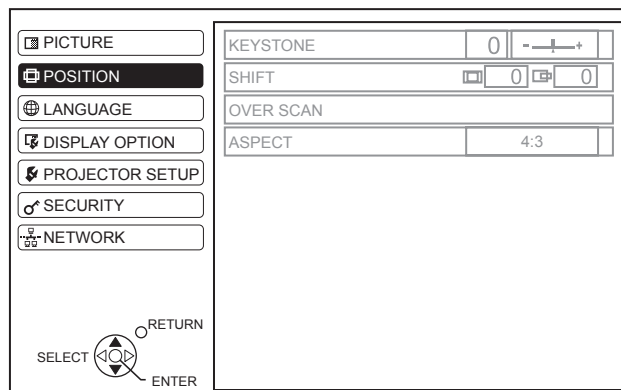 PICTURE
POSITION
LANGUAGE
DISPLAY OPTION
PROJECTOR SETUP
SECURITY
NETWORK
RETURN
SELECT
ENTER
KEYSTONE 0 - +
SHIFT 0 0
OVER SCAN
ASPECT 4:3